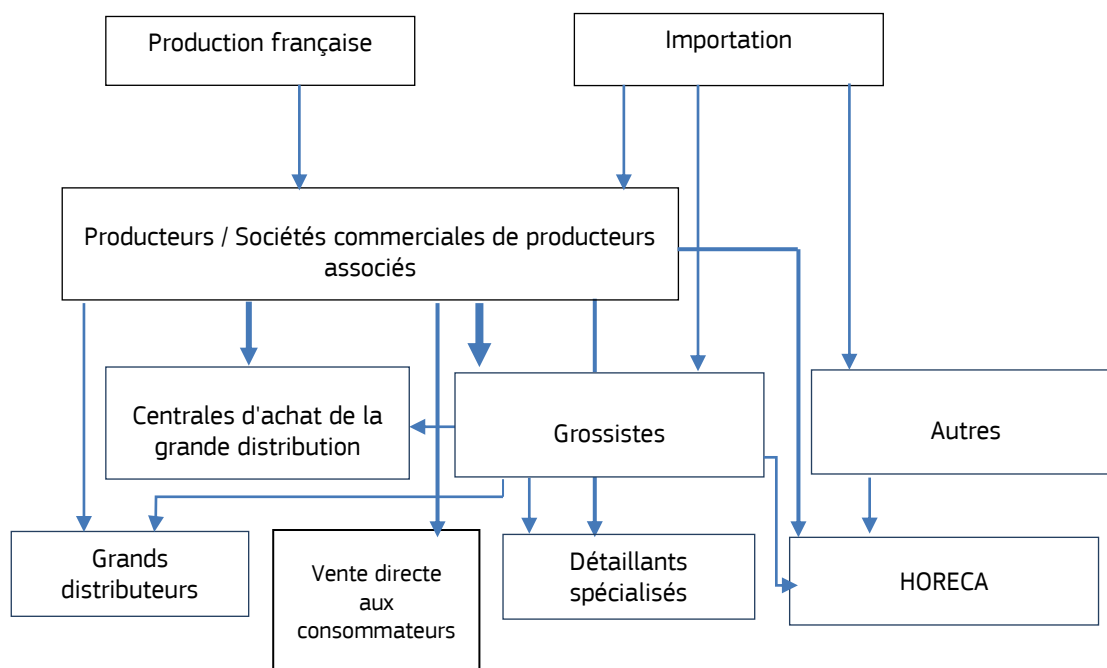 Production française
Importation
Producteurs / Sociétés commerciales de producteurs
associés
Centrales d'achat de la
grande distribution
Grossistes
Autres
Grands
distributeurs
Vente directe
aux
consommateurs
Détaillants
spécialisés
HORECA